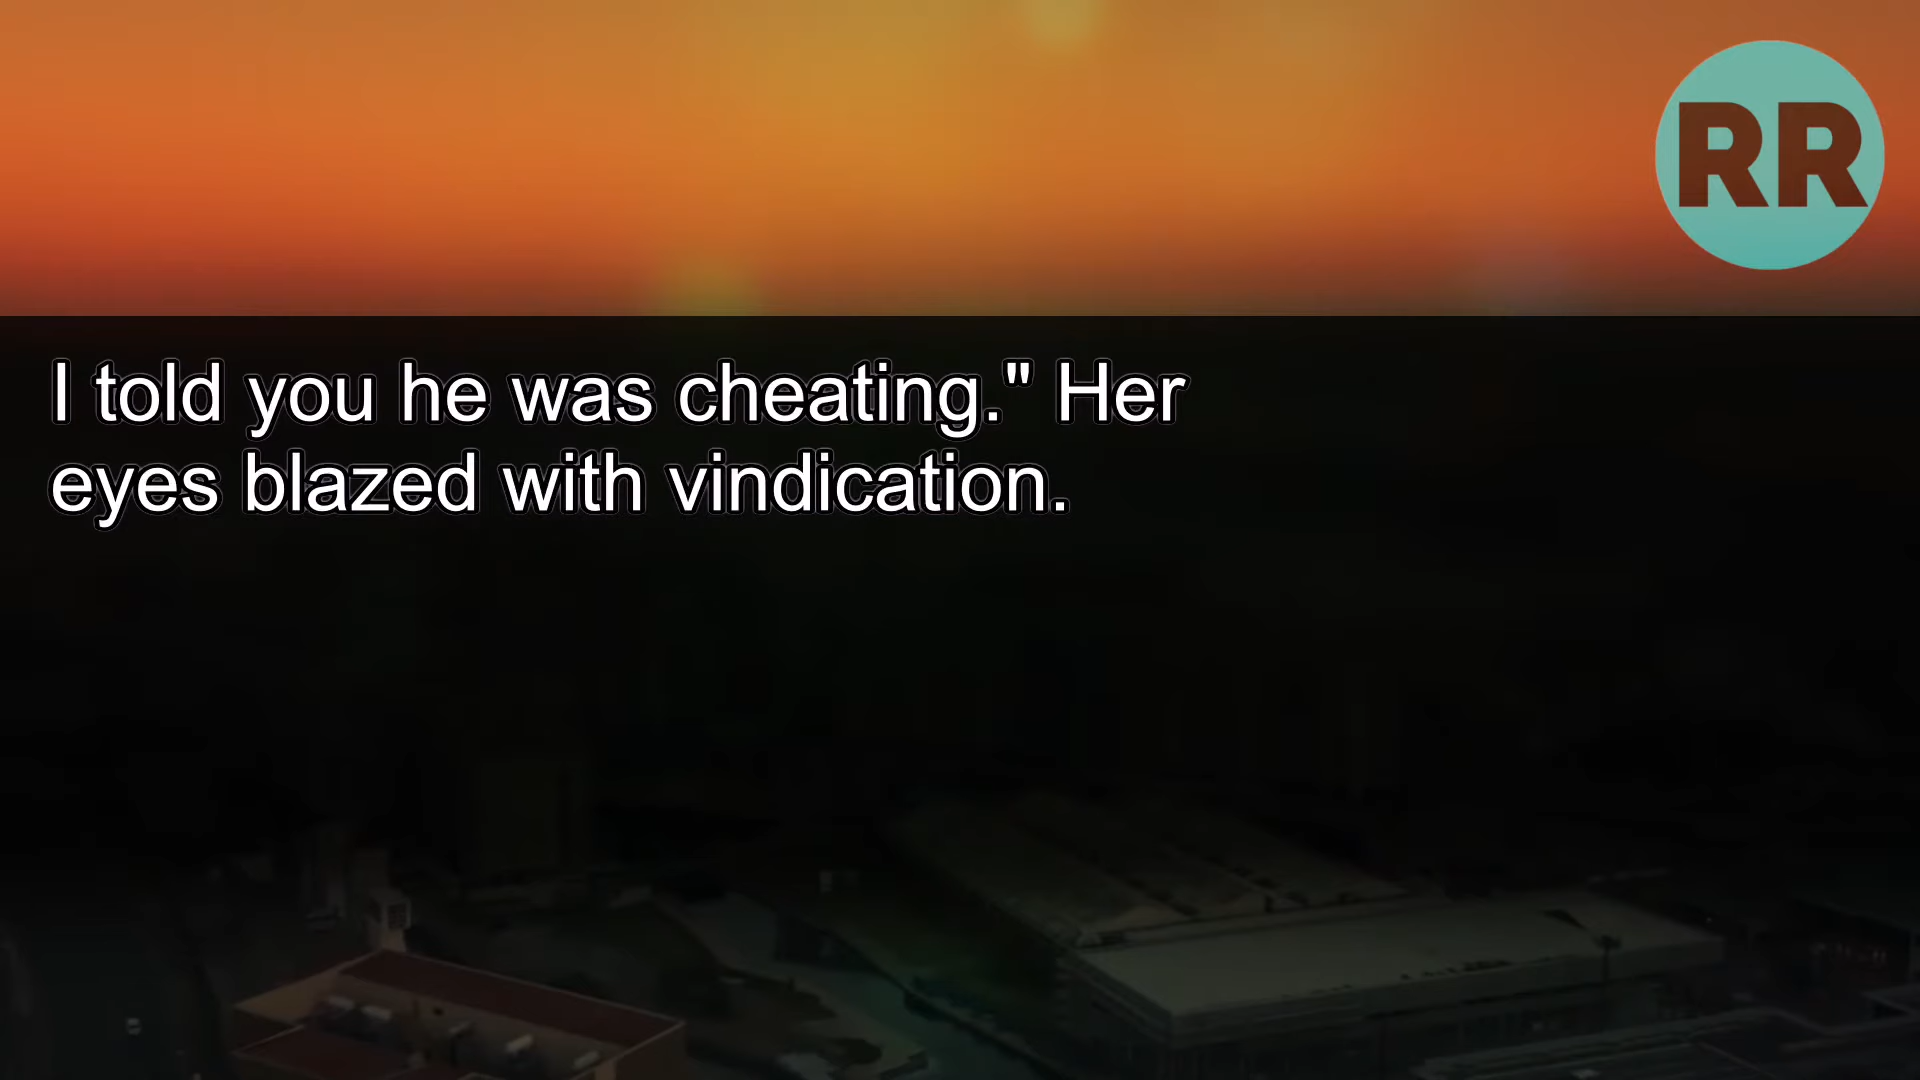 RR
I told you he was cheating." Her
eyes blazed with vindication.